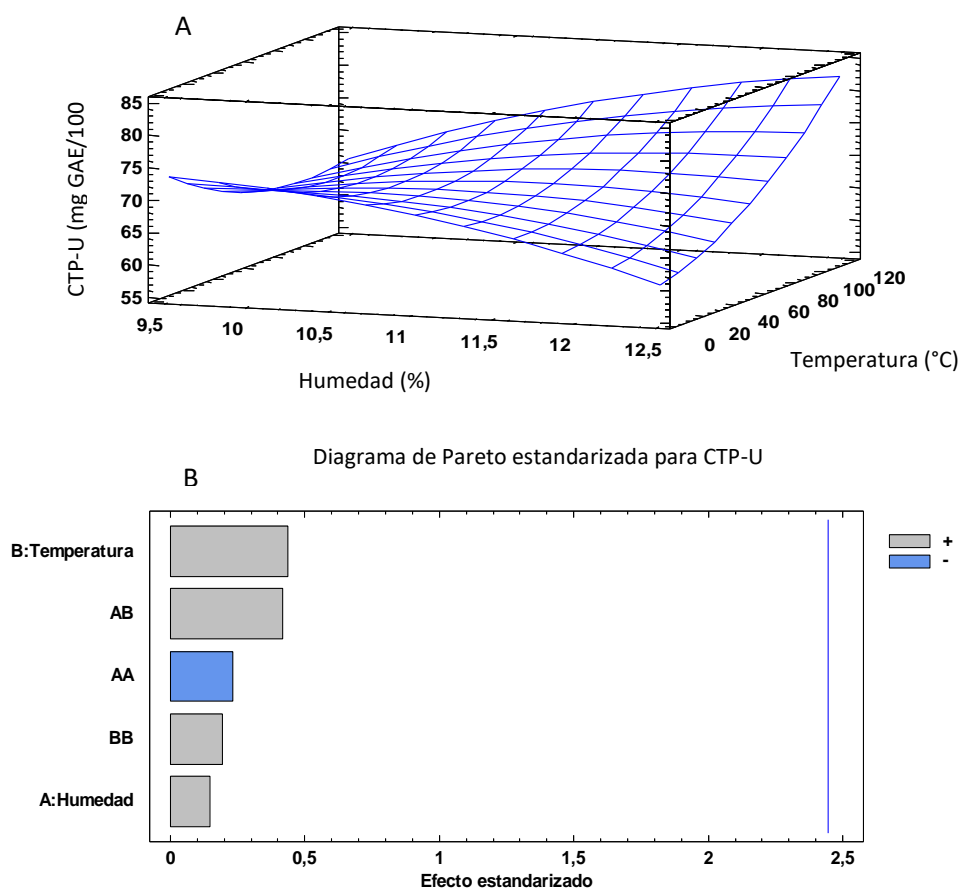 A
CTP-U (mg GAE/100
85
80
75
70
65
60
55
9,5 10 10,5 11 11,5 12 12,5
Humedad (%)
0 20 40 60 80 100 120
Temperatura (°C)
Diagrama de Pareto estandarizada para CTP-U
B
B:Temperatura
AB
AA
BB
A:Humedad
0 0,5 1 1,5 2 2,5
Efecto estandarizado
+
-